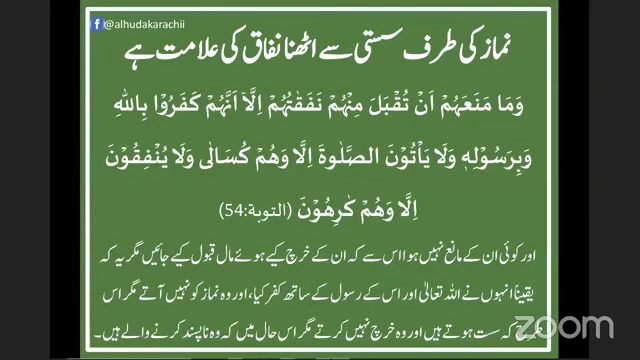 @alhudakarachii
نماز کی طرف سستی سے اٹھنا نفاق کی علامت ہے
وَمَا مَنَعَهُمْ اَنْ تُقْبَلَ مِنْهُمْ نَفَقٰتُهُمْ اِلَّآ اَنَّهُمْ كَفَرُوْا بِاللّٰهِ
وَبِرَسُوْلِهٖ وَلَا يَاْتُوْنَ الصَّلٰوةَ اِلَّا وَهُمْ كُسَالٰى وَلَا يُنْفِقُوْنَ
اِلَّا وَهُمْ كٰرِهُوْنَ (التوبة:54)
اور کوئی ان کے مانع نہیں ہوا اس سے کہ ان کے خرچ کیے ہوئے مال قبول کیے جائیں مگر یہ کہ
یقیناً انہوں نے اللہ تعالیٰ اور اس کے رسول کے ساتھ کفر کیا، اور وہ نماز کو نہیں آتے مگر اس
طرح کہ سست ہوتے ہیں اور وہ خرچ نہیں کرتے مگر اس حال میں کہ وہ ناپسند کرنے والے ہیں۔
zoom